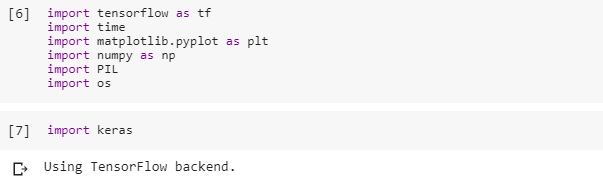 [6] import tensorflow as tf
import time
import matplotlib.pyplot as plt
import numpy as np
import PIL
import os
[7] import keras
Using TensorFlow backend.